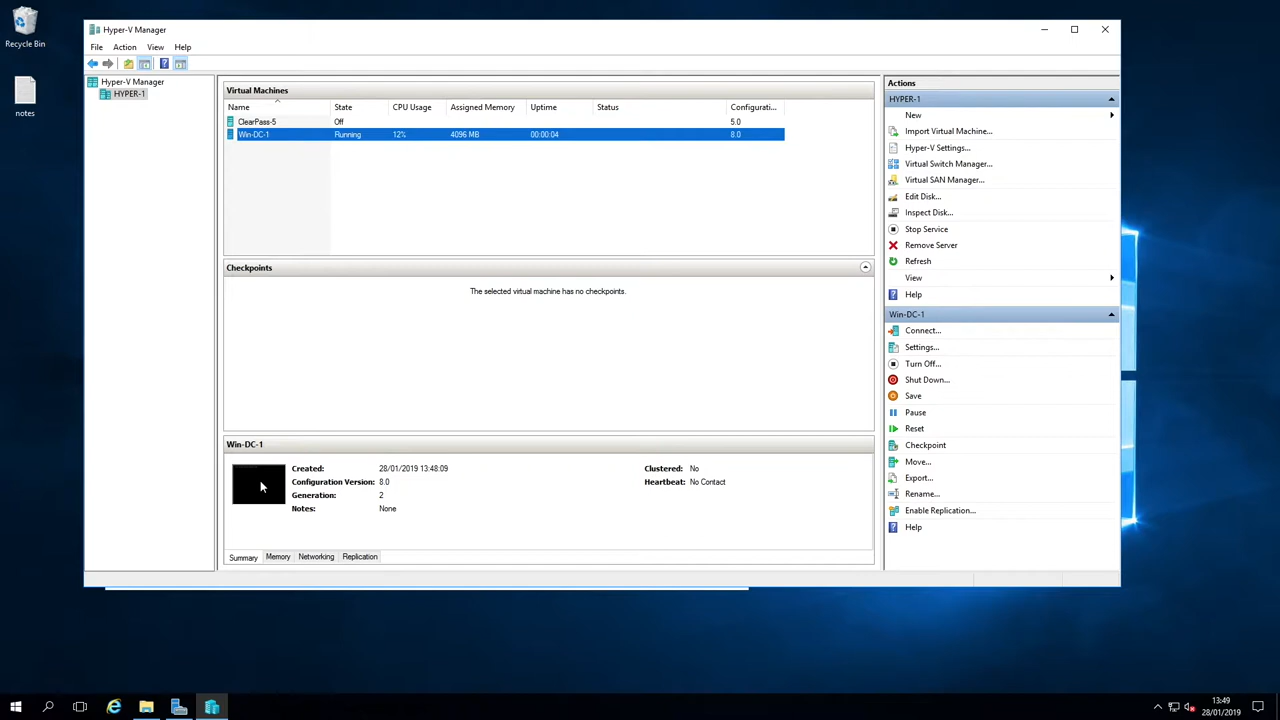 Recycle Bin
notes
Hyper-V Manager
File Action View Help
Hyper-V Manager
HYPER-1
Virtual Machines
Name State CPU Usage Assigned Memory Uptime Status Configurati...
ClearPass-5 Off 5.0
Win-DC-1 Running 12% 4096 MB 00:00:04 8.0
Checkpoints
The selected virtual machine has no checkpoints.
Win-DC-1
Created: 28/01/2019 13:48:09 Clustered: No
Configuration Version: 8.0 Heartbeat: No Contact
Generation: 2
Notes: None
Summary Memory Networking Replication
Actions
HYPER-1
New
Import Virtual Machine...
Hyper-V Settings...
Virtual Switch Manager...
Virtual SAN Manager...
Edit Disk...
Inspect Disk...
Stop Service
Remove Server
Refresh
View
Help
Win-DC-1
Connect...
Settings...
Turn Off...
Shut Down...
Save
Pause
Reset
Checkpoint
Move...
Export...
Rename...
Enable Replication...
Help
13:49
28/01/2019